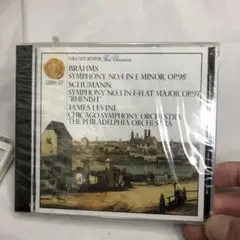 BRAHMS
SYMPHONY NO.4 IN E MINOR, OP.98
SCHUMANN
SYMPHONY NO.3 IN E-FLAT MAJOR, OP.97
"RHENISH"
JAMES LEVINE
CHICAGO SYMPHONY ORCHESTRA
THE PHILADELPHIA ORCHESTRA